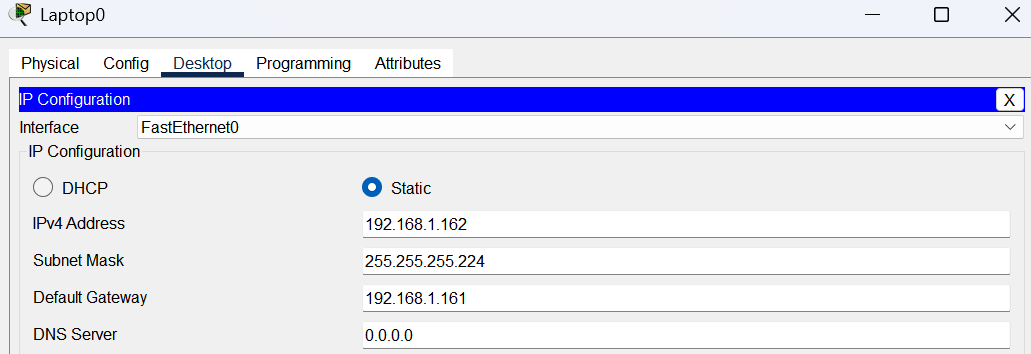 Laptop0
Physical Config Desktop Programming Attributes
IP Configuration X
Interface FastEthernet0
IP Configuration
DHCP Static
IPv4 Address 192.168.1.162
Subnet Mask 255.255.255.224
Default Gateway 192.168.1.161
DNS Server 0.0.0.0